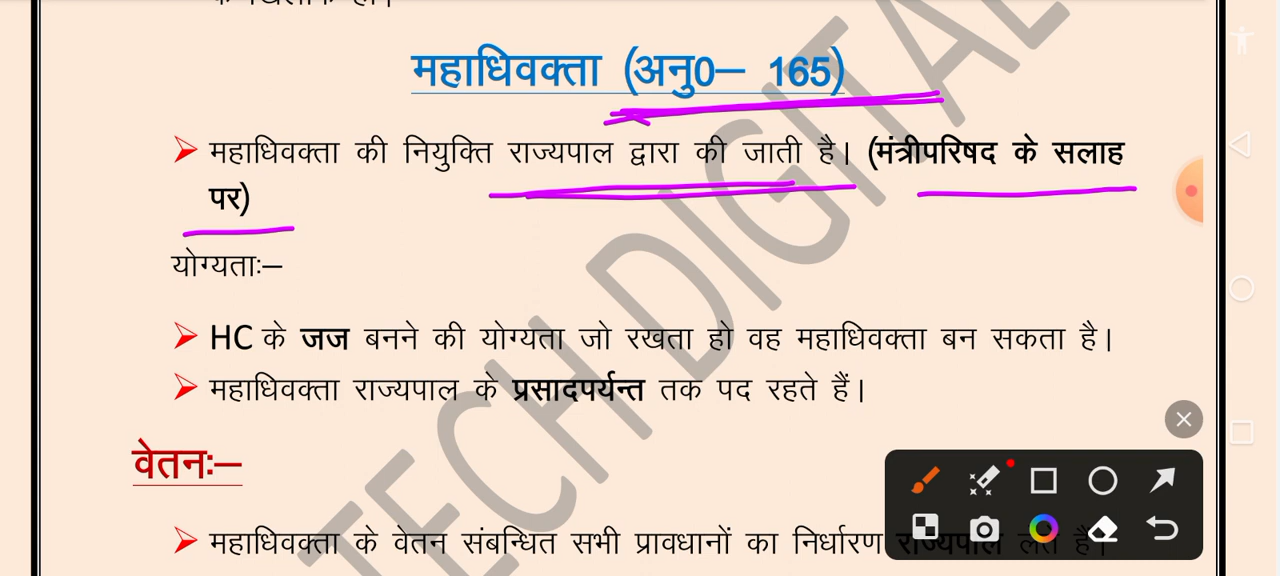 महाधिवक्ता (अनु0– 165)
महाधिवक्ता की नियुक्ति राज्यपाल द्वारा की जाती है। (मंत्रीपरिषद के सलाह
पर)
योग्यताः–
HC के जज बनने की योग्यता जो रखता हो वह महाधिवक्ता बन सकता है।
महाधिवक्ता राज्यपाल के प्रसादपर्यन्त तक पद रहते हैं।
वेतनः–
महाधिवक्ता के वेतन संबन्धित सभी प्रावधानों का निर्धारण राज्यपाल लेते हैं।
TECH DIGITAL